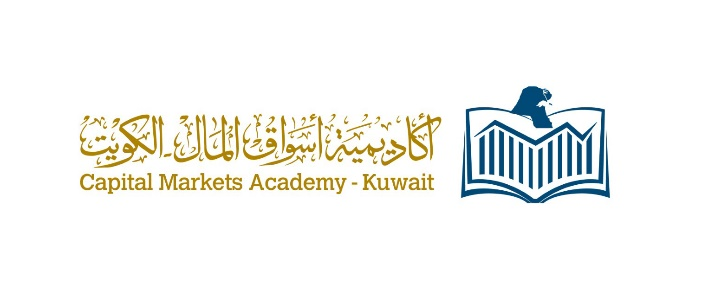 أكاديمية أسواق المال - الكويت
Capital Markets Academy - Kuwait